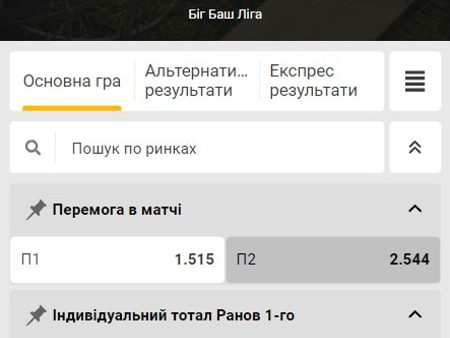 Біг Баш Ліга
Основна гра
Альтернати...
результати
Експрес
результати
Пошук по ринках
Перемога в матчі
П1 1.515 П2 2.544
Індивідуальний тотал Ранов 1-го